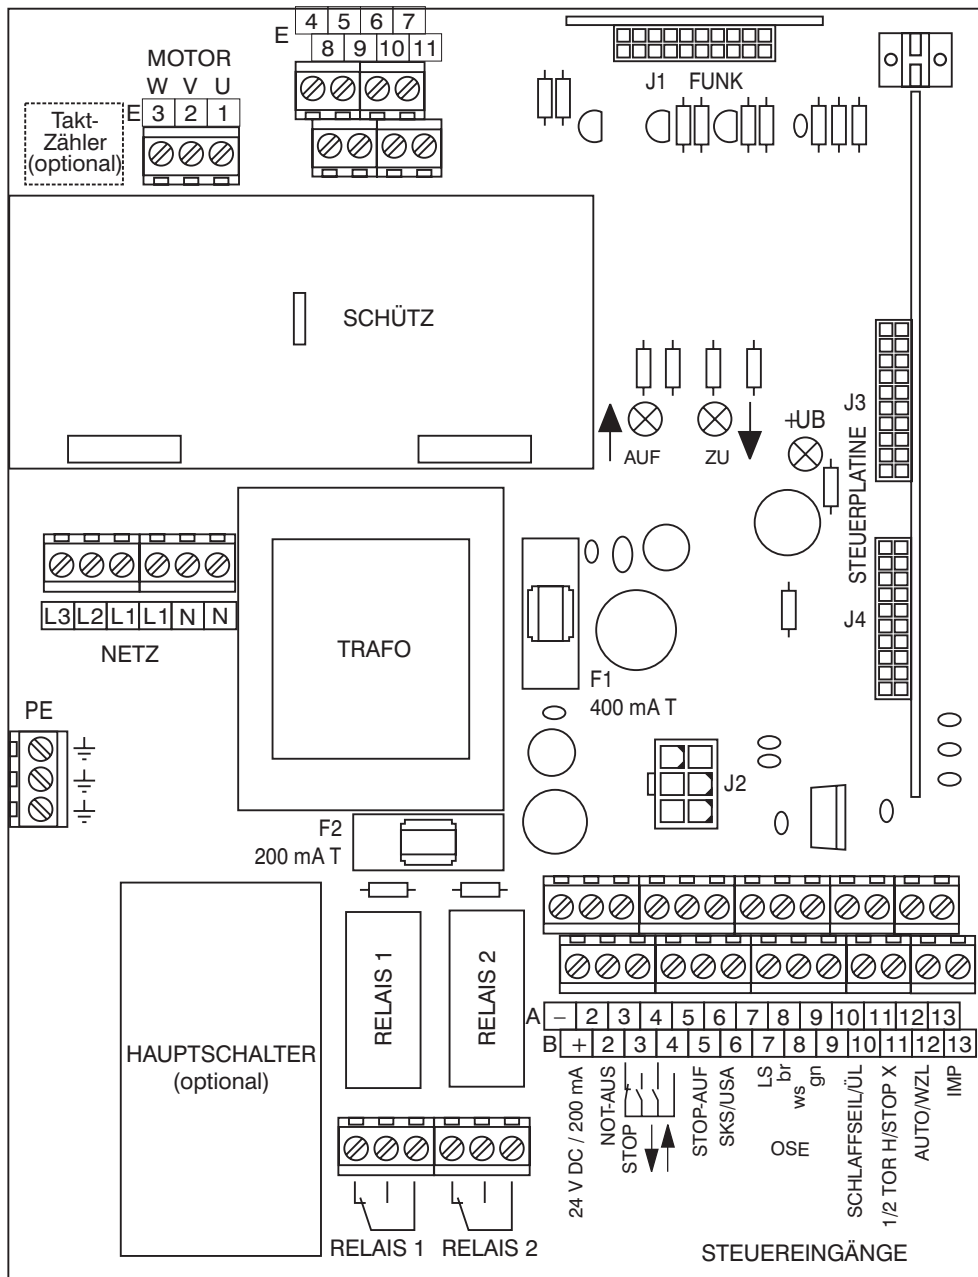 4 5 6 7
E
8 9 10 11
MOTOR
W V U
E 3 2 1
Takt-
Zähler
(optional)
J1 FUNK
SCHÜTZ
AUF
ZU
+UB
J3
STEUERPLATINE
J4
L3 L2 L1 L1 N N
NETZ
TRAFO
F1
400 mA T
PE
J2
F2
200 mA T
HAUPTSCHALTER
(optional)
RELAIS 1
RELAIS 2
A – 2 3 4 5 6 7 8 9 10 11 12 13
B + 2 3 4 5 6 7 8 9 10 11 12 13
24 V DC / 200 mA
NOT-AUS
STOP
STOP-AUF
SKS/USA
LS
br
ws
gn
OSE
SCHLAFFSEIL/ÜL
1/2 TOR H/STOP X
AUTO/WZL
IMP
RELAIS 1 RELAIS 2
STEUEREINGÄNGE